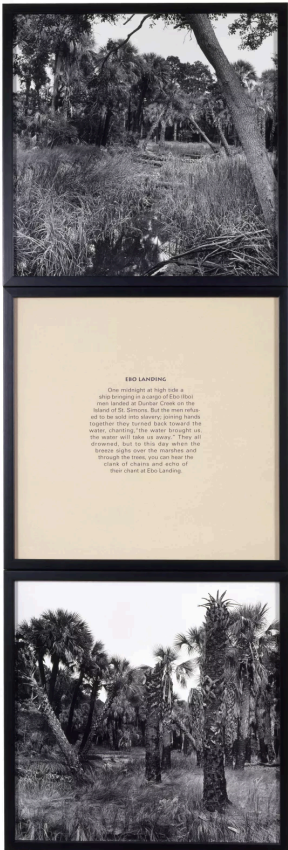 EBO LANDING
One midnight at high tide a
ship bringing in a cargo of Ebo (Ibo)
men landed at Dunbar Creek on the
Island of St. Simons. But the men refus-
ed to be sold into slavery; joining hands
together they turned back toward the
water, chanting, "the water brought us,
the water will take us away." They all
drowned, but to this day when the
breeze sighs over the marshes and
through the trees, you can hear the
clank of chains and echo of
their chant at Ebo Landing.